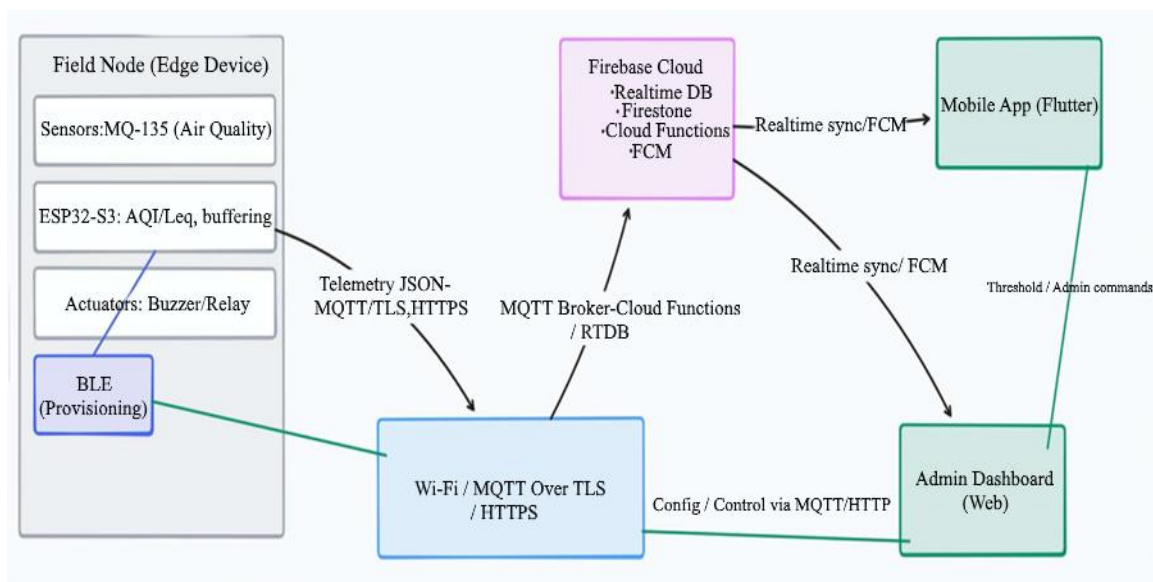 Field Node (Edge Device)
Sensors:MQ-135 (Air Quality)
ESP32-S3: AQI/Leq, buffering
Actuators: Buzzer/Relay
BLE
(Provisioning)
Telemetry JSON-
MQTT/TLS,HTTPS
Wi-Fi / MQTT Over TLS
/ HTTPS
MQTT Broker-Cloud Functions
/ RTDB
Firebase Cloud
·Realtime DB
·Firestone
·Cloud Functions
·FCM
Realtime sync/FCM
Mobile App (Flutter)
Realtime sync/ FCM
Threshold / Admin commands
Config / Control via MQTT/HTTP
Admin Dashboard
(Web)